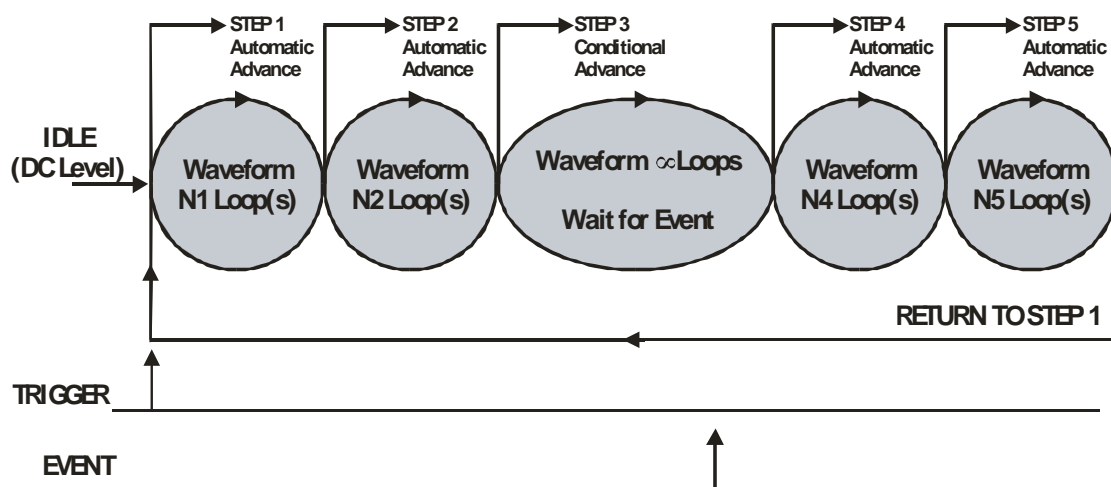 STEP 1
Automatic
Advance
STEP 2
Automatic
Advance
STEP 3
Conditional
Advance
STEP 4
Automatic
Advance
STEP 5
Automatic
Advance
IDLE
(DC Level)
Waveform
N1 Loop(s)
Waveform
N2 Loop(s)
Waveform ∞ Loops
Wait for Event
Waveform
N4 Loop(s)
Waveform
N5 Loop(s)
RETURN TO STEP 1
TRIGGER
EVENT